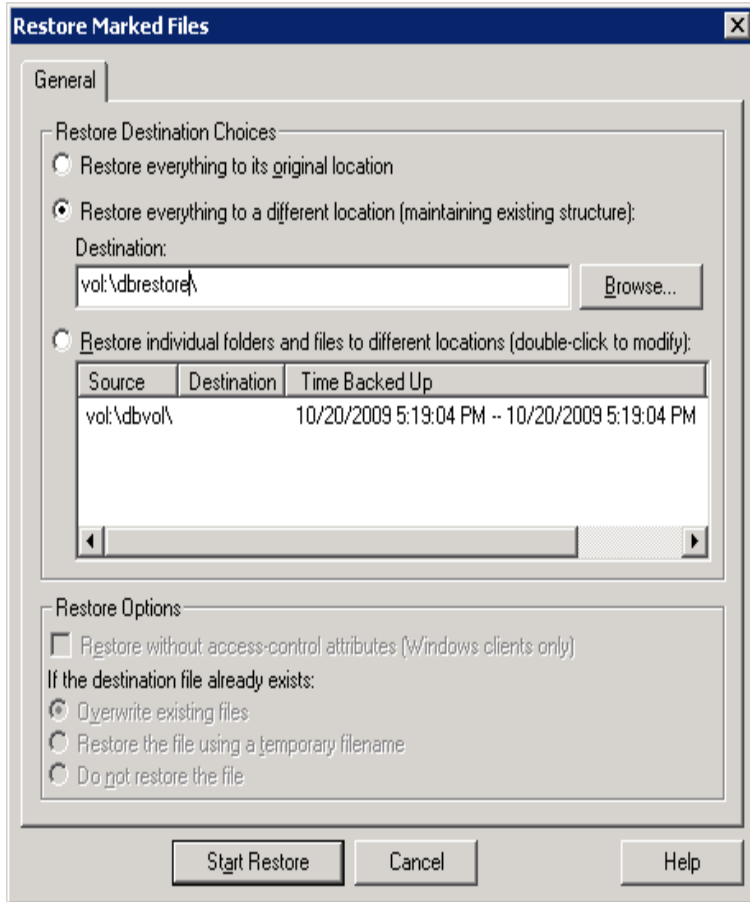 Restore Marked Files
General
Restore Destination Choices
Restore everything to its original location
Restore everything to a different location (maintaining existing structure):
Destination:
vol:\dbrestore\
Browse...
Restore individual folders and files to different locations (double-click to modify):
Source Destination Time Backed Up
vol:\dbvol\ 10/20/2009 5:19:04 PM -- 10/20/2009 5:19:04 PM
Restore Options
Restore without access-control attributes (Windows clients only)
If the destination file already exists:
Overwrite existing files
Restore the file using a temporary filename
Do not restore the file
Start Restore Cancel Help